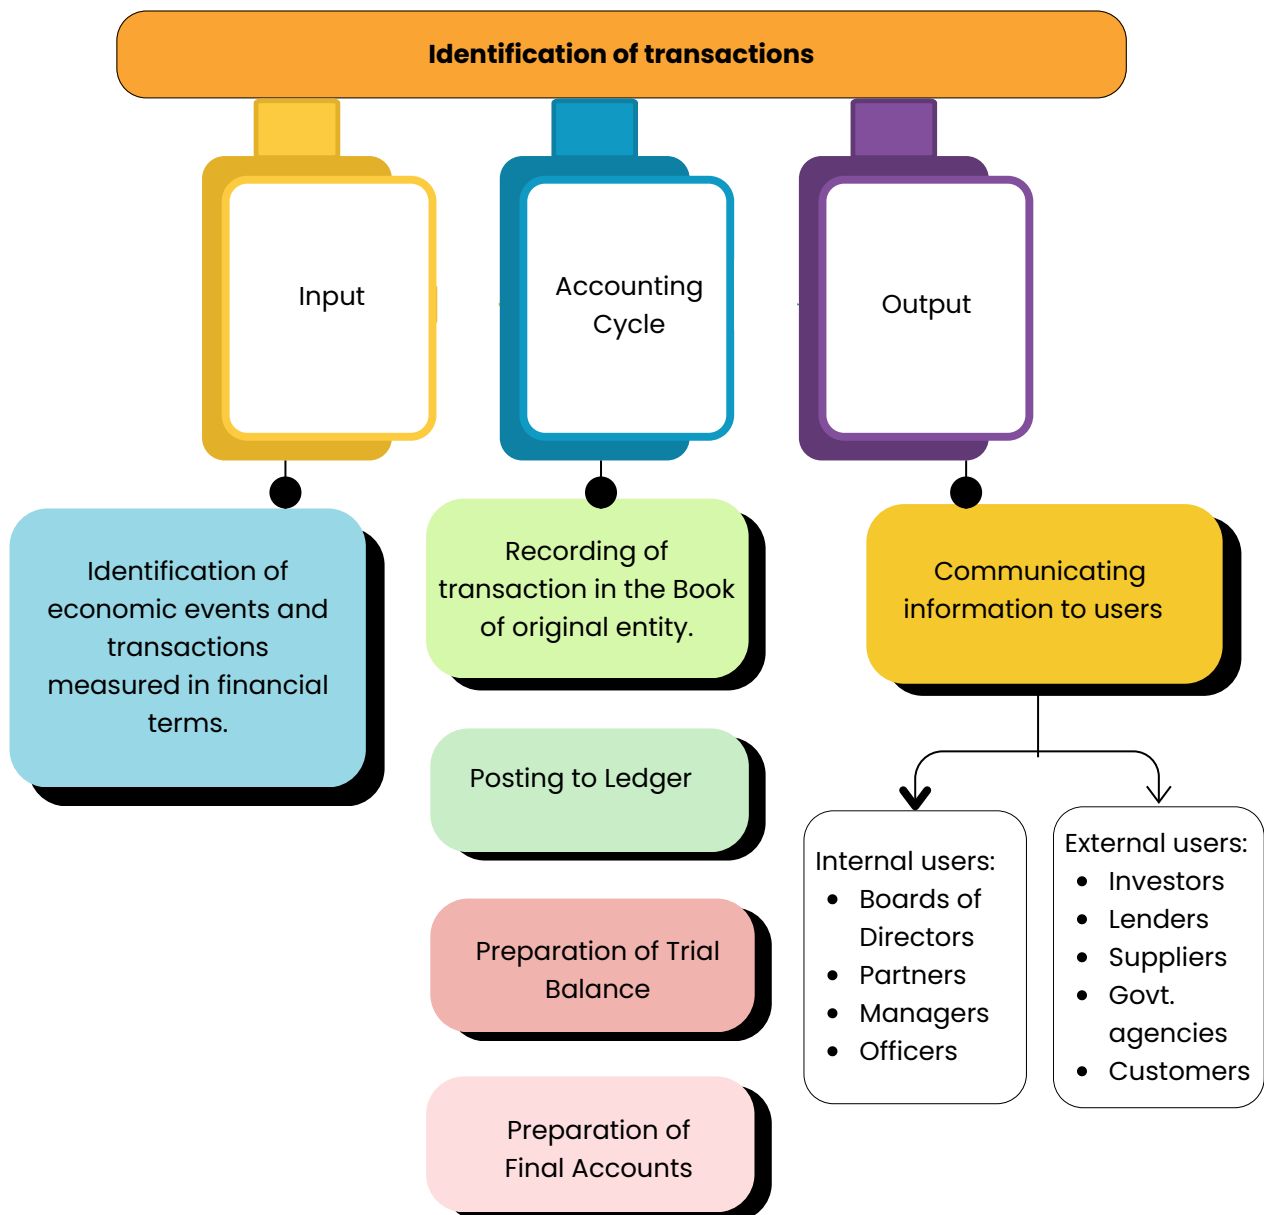 Identification of transactions
Input
Accounting
Cycle
Output
Identification of
economic events and
transactions
measured in financial
terms.
Recording of
transaction in the Book
of original entity.
Posting to Ledger
Preparation of Trial
Balance
Preparation of
Final Accounts
Communicating
information to users
Internal users:
• Boards of
Directors
• Partners
• Managers
• Officers
External users:
• Investors
• Lenders
• Suppliers
• Govt.
agencies
• Customers